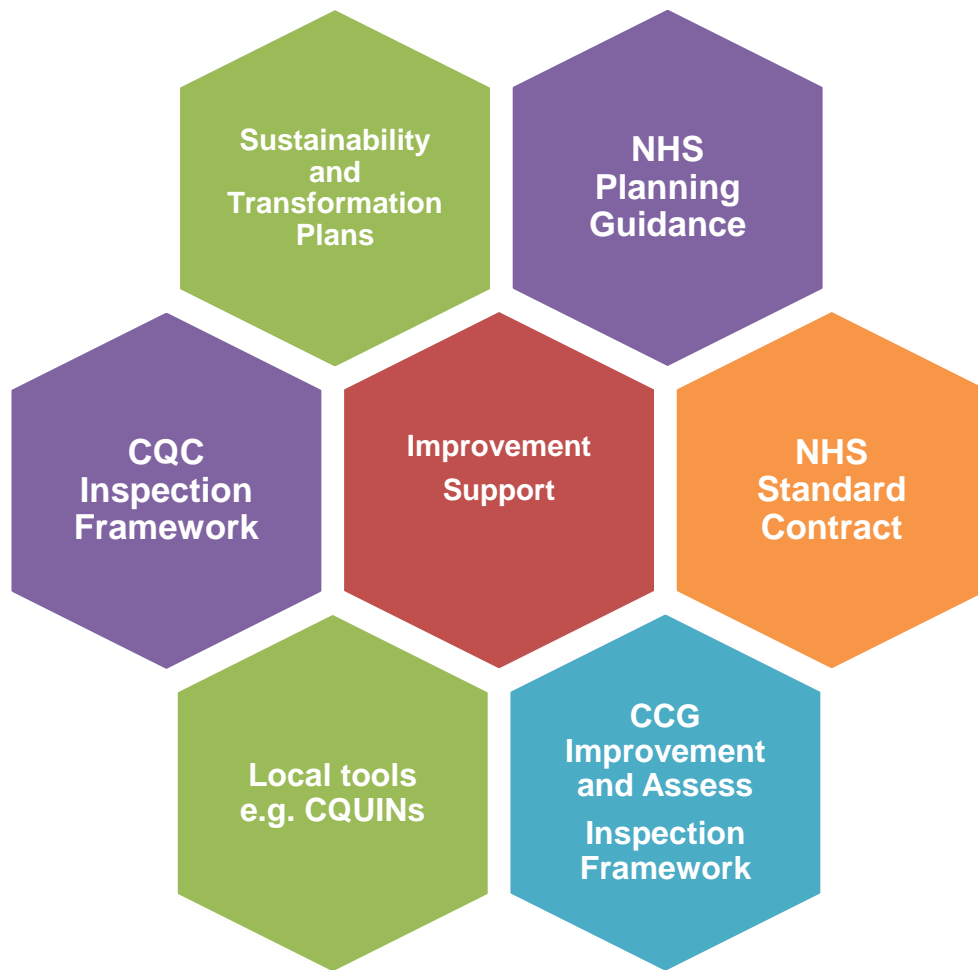 Sustainability
and
Transformation
Plans
NHS
Planning
Guidance
CQC
Inspection
Framework
Improvement
Support
NHS
Standard
Contract
Local tools
e.g. CQUINs
CCG
Improvement
and Assess
Inspection
Framework